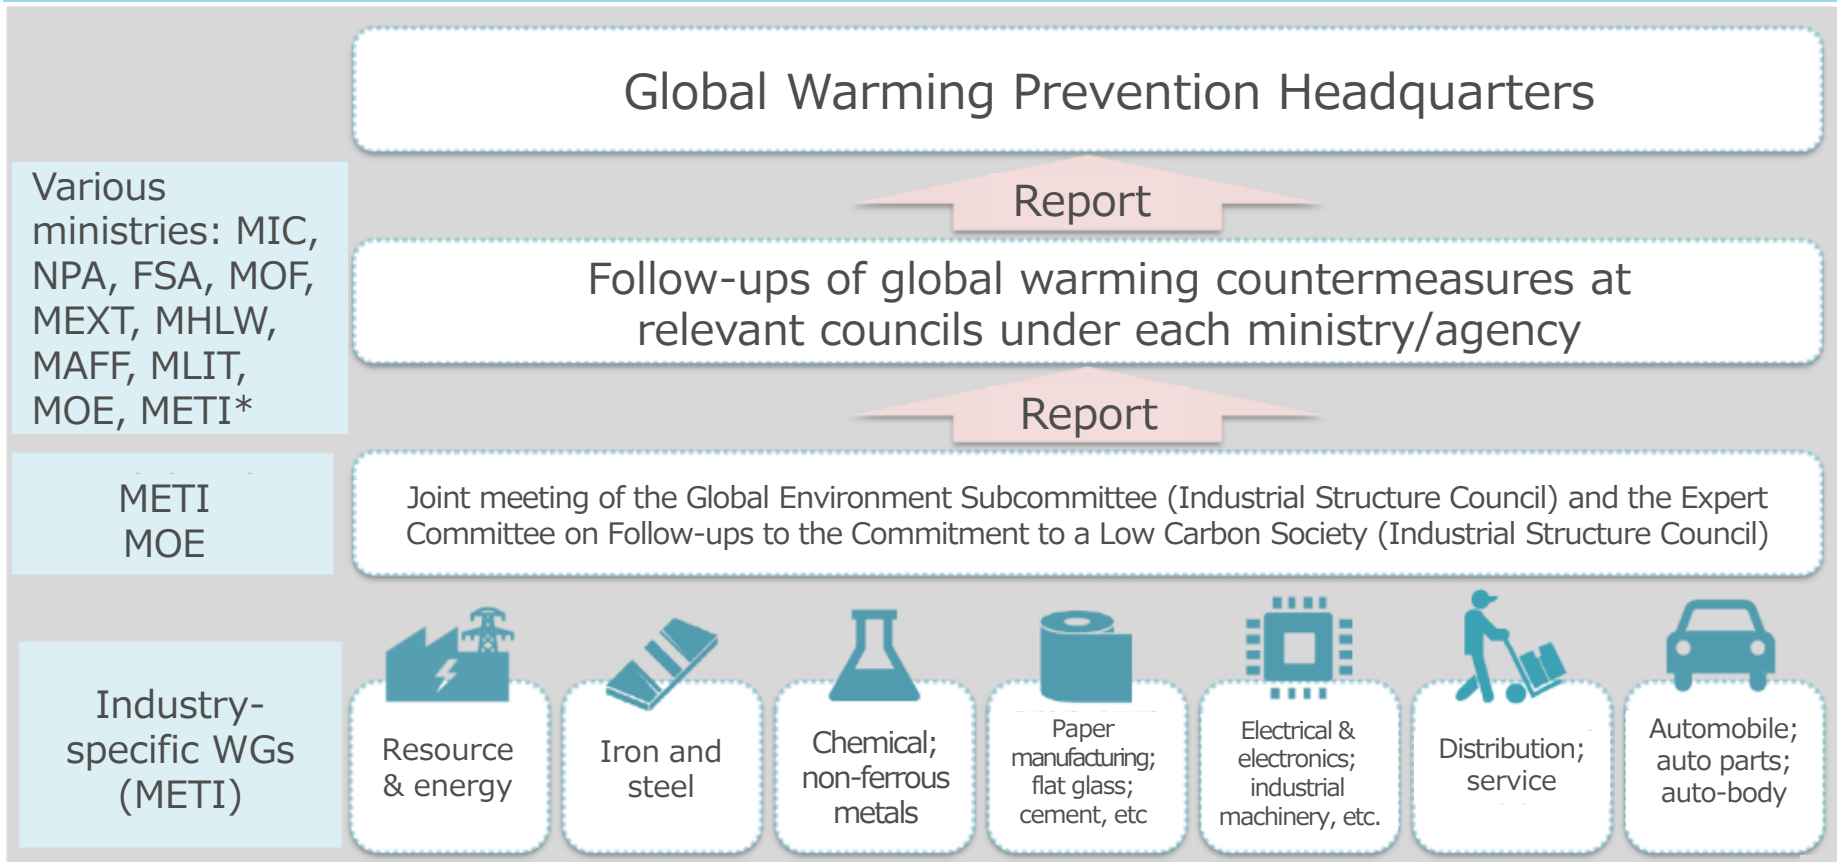 Global Warming Prevention Headquarters
Report
Various
ministries: MIC,
NPA, FSA, MOF,
MEXT, MHLW,
MAFF, MLIT,
MOE, METI*
Follow-ups of global warming countermeasures at
relevant councils under each ministry/agency
Report
METI
MOE
Joint meeting of the Global Environment Subcommittee (Industrial Structure Council) and the Expert
Committee on Follow-ups to the Commitment to a Low Carbon Society (Industrial Structure Council)
Industry-
specific WGs
(METI)
Resource
& energy
Iron and
steel
Chemical;
non-ferrous
metals
Paper
manufacturing;
flat glass;
cement, etc
Electrical &
electronics;
industrial
machinery, etc.
Distribution;
service
Automobile;
auto parts;
auto-body